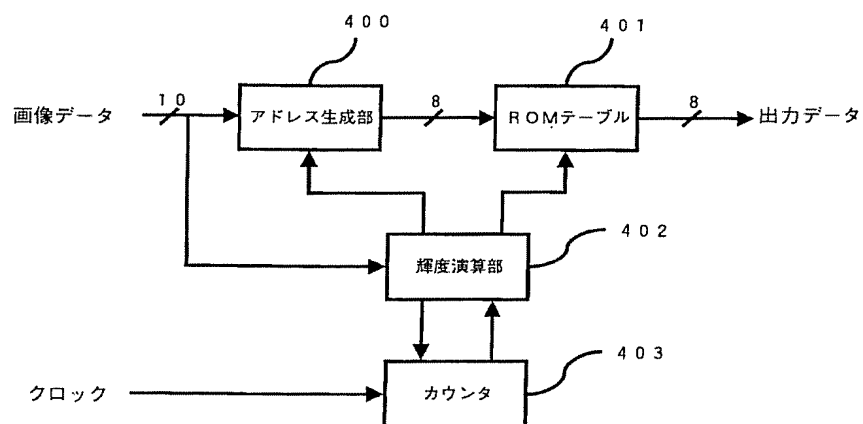 400
401
10
8
8
画像データ
アドレス生成部
ROMテーブル
出力データ
輝度演算部
402
403
クロック
カウンタ